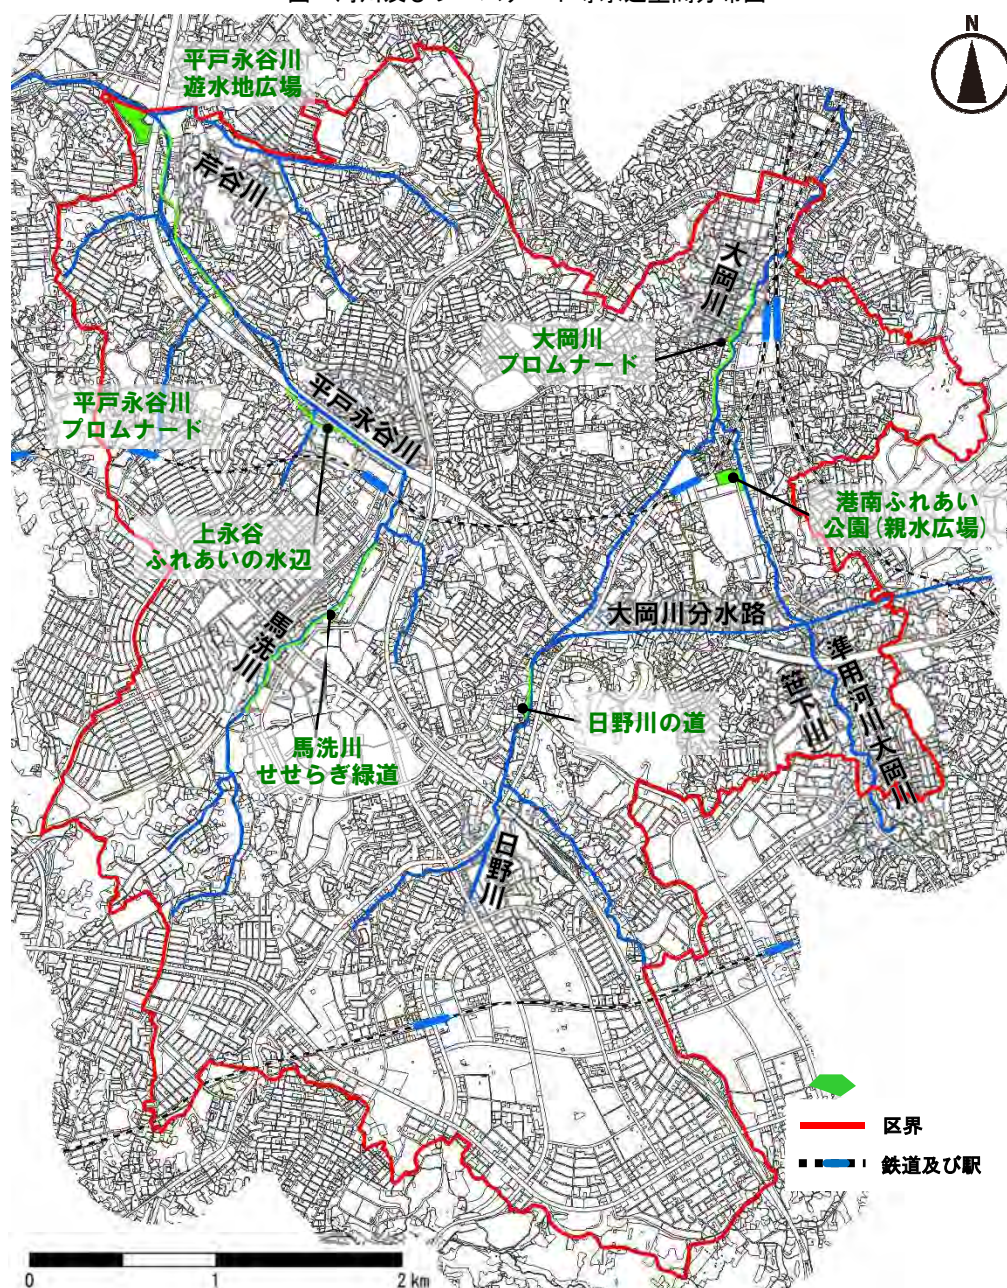 N
平戸永谷川
遊水地広場
芹谷川
大岡川
大岡川
プロムナード
平戸永谷川
プロムナード
平戸永谷川
上永谷
ふれあいの水辺
港南ふれあい
公園(親水広場)
馬洗川
大岡川分水路
準用河川大岡川
(笹下川)
馬洗川
せせらぎ緑道
日野川の道
日野川
区界
鉄道及び駅
0
1
2 km